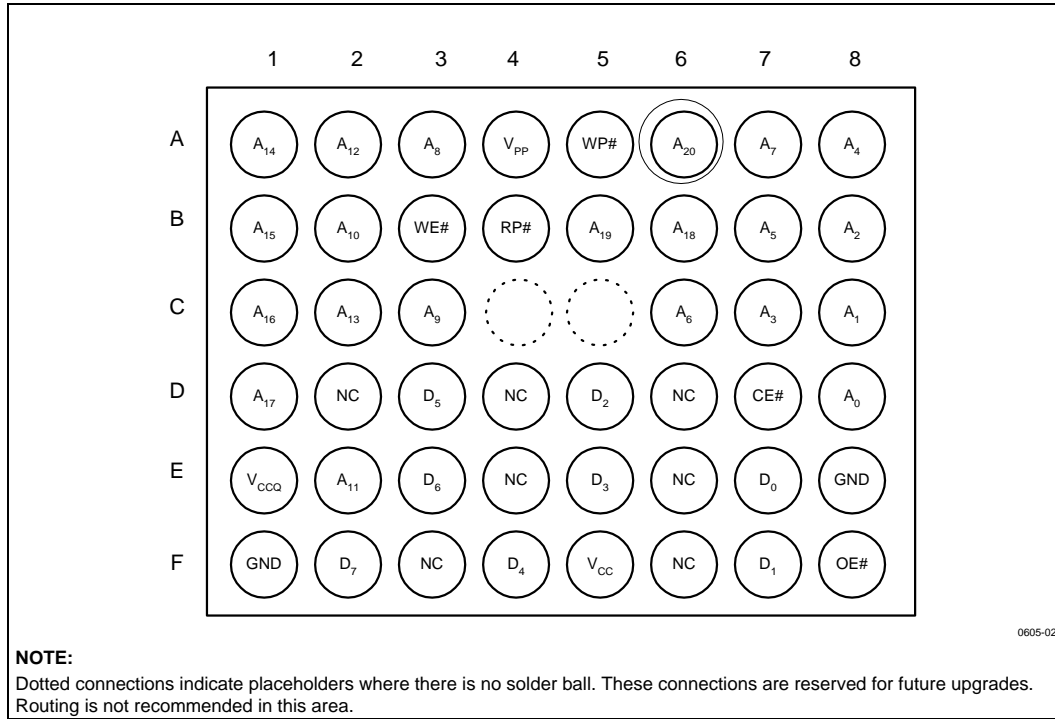 1 2 3 4 5 6 7 8
A A14 A12 A8 VPP WP# A20 A7 A4
B A15 A10 WE# RP# A19 A18 A5 A2
C A16 A13 A9 A6 A3 A1
D A17 NC D5 NC D2 NC CE# A0
E VCCQ A11 D6 NC D3 NC D0 GND
F GND D7 NC D4 VCC NC D1 OE#
0605-02
NOTE:
Dotted connections indicate placeholders where there is no solder ball. These connections are reserved for future upgrades.
Routing is not recommended in this area.